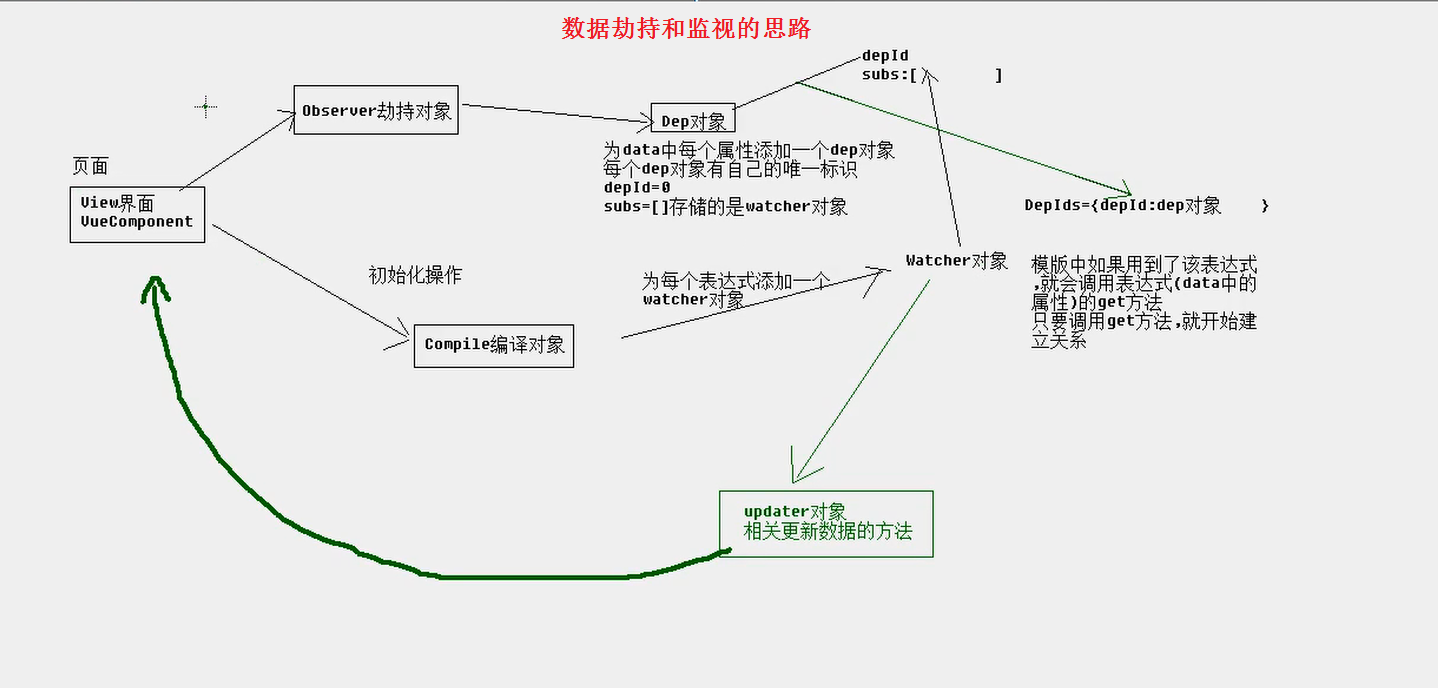 数据劫持和监视的思路
depId
subs:[ ]
Observer劫持对象
Dep对象
为data中每个属性添加一个dep对象
每个dep对象有自己的唯一标识
depId=0
subs=[]存储的是watcher对象
页面
View界面
VueComponent
DepIds={depId:dep对象 }
初始化操作
为每个表达式添加一个
watcher对象
Watcher对象
模版中如果用到了该表达式
,就会调用表达式(data中的
属性)的get方法
只要调用get方法,就开始建
立关系
Compile编译对象
updater对象
相关更新数据的方法